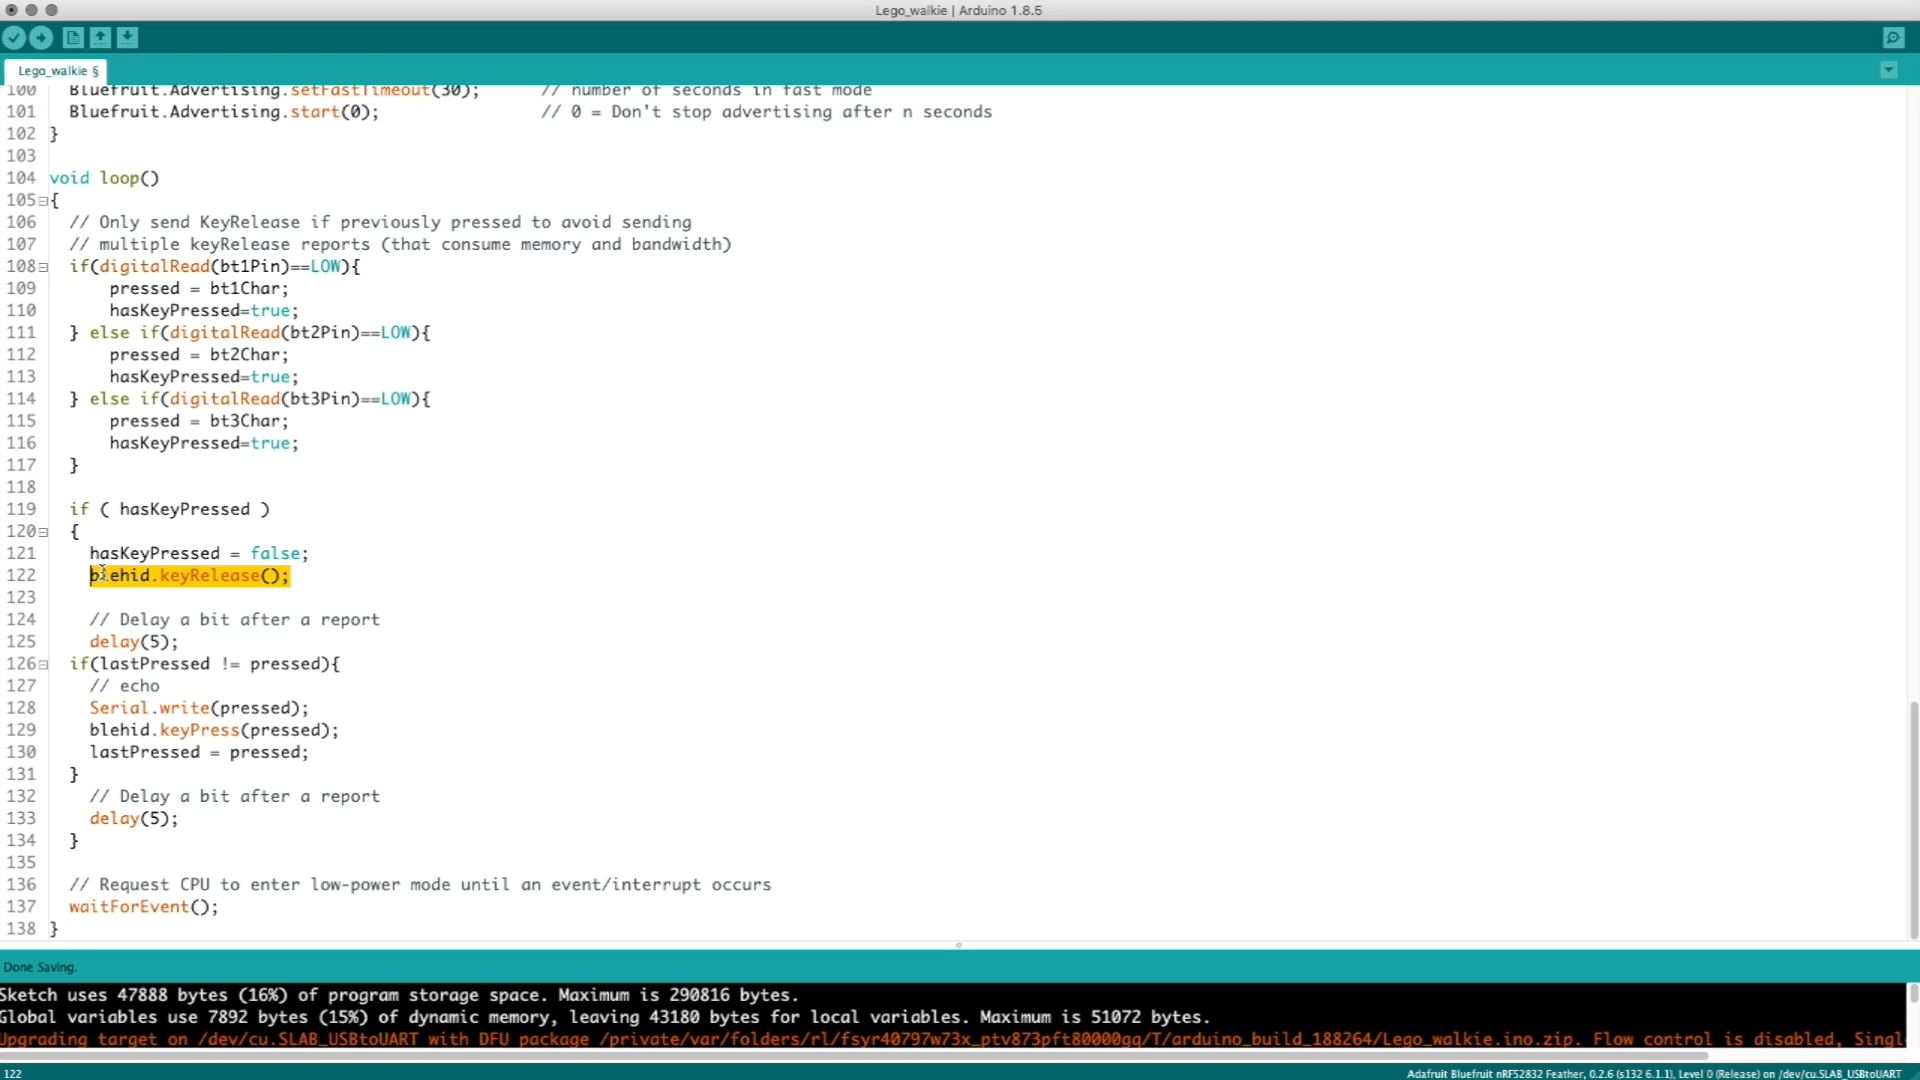 Lego_walkie | Arduino 1.8.5
Lego_walkie §
100 Bluefruit.Advertising.setFastTimeout(30); // number of seconds in fast mode
101 Bluefruit.Advertising.start(0); // 0 = Don't stop advertising after n seconds
102 }
103
104 void loop()
105 {
106 // Only send KeyRelease if previously pressed to avoid sending
107 // multiple keyRelease reports (that consume memory and bandwidth)
108 if(digitalRead(bt1Pin)==LOW){
109 pressed = bt1Char;
110 hasKeyPressed=true;
111 } else if(digitalRead(bt2Pin)==LOW){
112 pressed = bt2Char;
113 hasKeyPressed=true;
114 } else if(digitalRead(bt3Pin)==LOW){
115 pressed = bt3Char;
116 hasKeyPressed=true;
117 }
118
119 if ( hasKeyPressed )
120 {
121 hasKeyPressed = false;
122 blehid.keyRelease();
123
124 // Delay a bit after a report
125 delay(5);
126 if(lastPressed != pressed){
127 // echo
128 Serial.write(pressed);
129 blehid.keyPress(pressed);
130 lastPressed = pressed;
131 }
132 // Delay a bit after a report
133 delay(5);
134 }
135
136 // Request CPU to enter low-power mode until an event/interrupt occurs
137 waitForEvent();
138 }
Done Saving.
Sketch uses 47888 bytes (16%) of program storage space. Maximum is 290816 bytes.
Global variables use 7892 bytes (15%) of dynamic memory, leaving 43180 bytes for local variables. Maximum is 51072 bytes.
Upgrading target on /dev/cu.SLAB_USBtoUART with DFU package /private/var/folders/rl/fsyr40797w73x_ptv873pft80000gq/T/arduino_build_188264/Lego_walkie.ino.zip. Flow control is disabled, Singl
122 Adafruit Bluefruit nRF52832 Feather, 0.2.6 (s132 6.1.1), Level 0 (Release) on /dev/cu.SLAB_USBtoUART